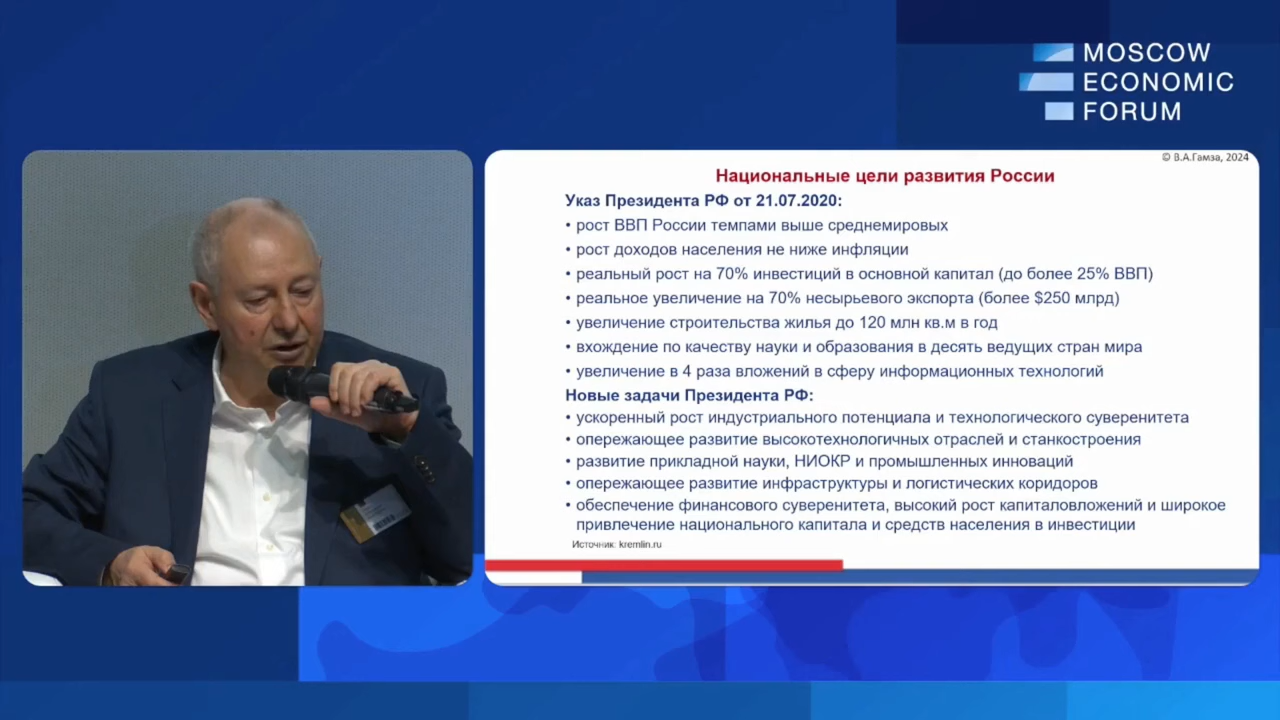 MOSCOW
ECONOMIC
FORUM
© В.А.Гамза, 2024
Национальные цели развития России
Указ Президента РФ от 21.07.2020:
• рост ВВП России темпами выше среднемировых
• рост доходов населения не ниже инфляции
• реальный рост на 70% инвестиций в основной капитал (до более 25% ВВП)
• реальное увеличение на 70% несырьевого экспорта (более $250 млрд)
• увеличение строительства жилья до 120 млн кв.м в год
• вхождение по качеству науки и образования в десять ведущих стран мира
• увеличение в 4 раза вложений в сферу информационных технологий
Новые задачи Президента РФ:
• ускоренный рост индустриального потенциала и технологического суверенитета
• опережающее развитие высокотехнологичных отраслей и станкостроения
• развитие прикладной науки, НИОКР и промышленных инноваций
• опережающее развитие инфраструктуры и логистических коридоров
• обеспечение финансового суверенитета, высокий рост капиталовложений и широкое
привлечение национального капитала и средств населения в инвестиции
Источник: kremlin.ru